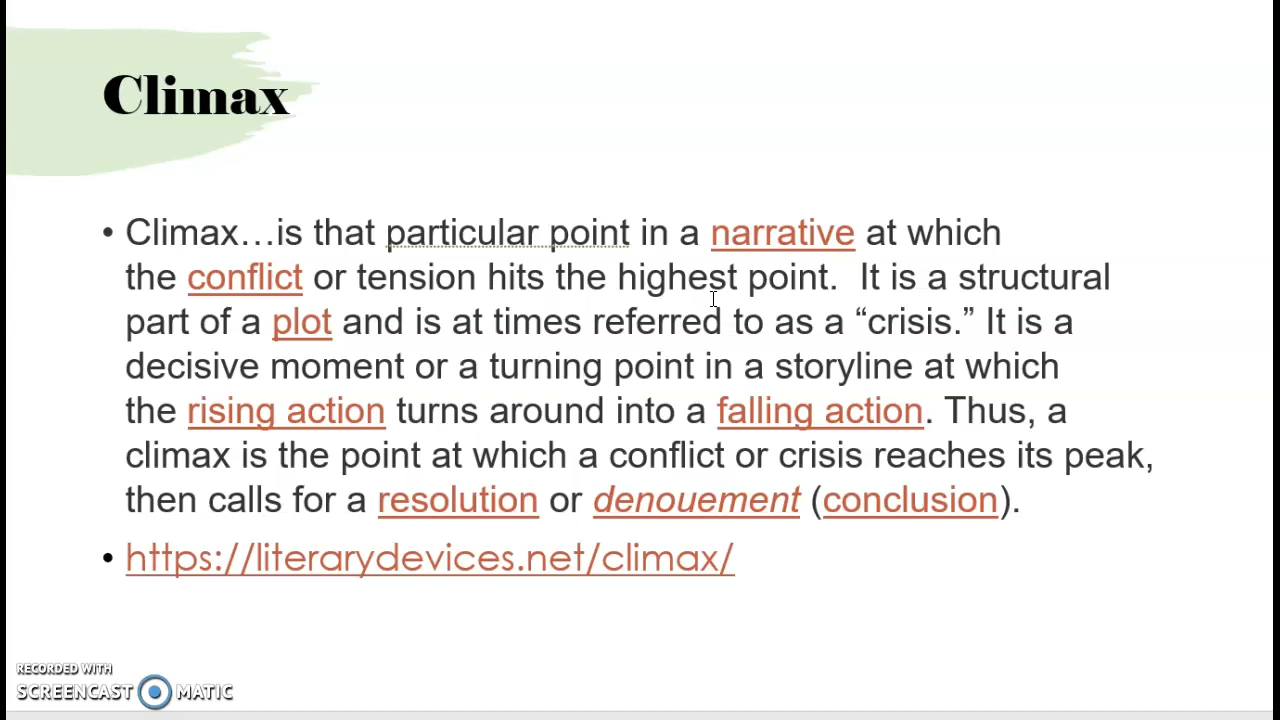 Climax
• Climax…is that particular point in a narrative at which
the conflict or tension hits the highest point.  It is a structural
part of a plot and is at times referred to as a “crisis.” It is a
decisive moment or a turning point in a storyline at which
the rising action turns around into a falling action. Thus, a
climax is the point at which a conflict or crisis reaches its peak,
then calls for a resolution or denouement (conclusion).
• https://literarydevices.net/climax/
RECORDED WITH
SCREENCAST MATIC